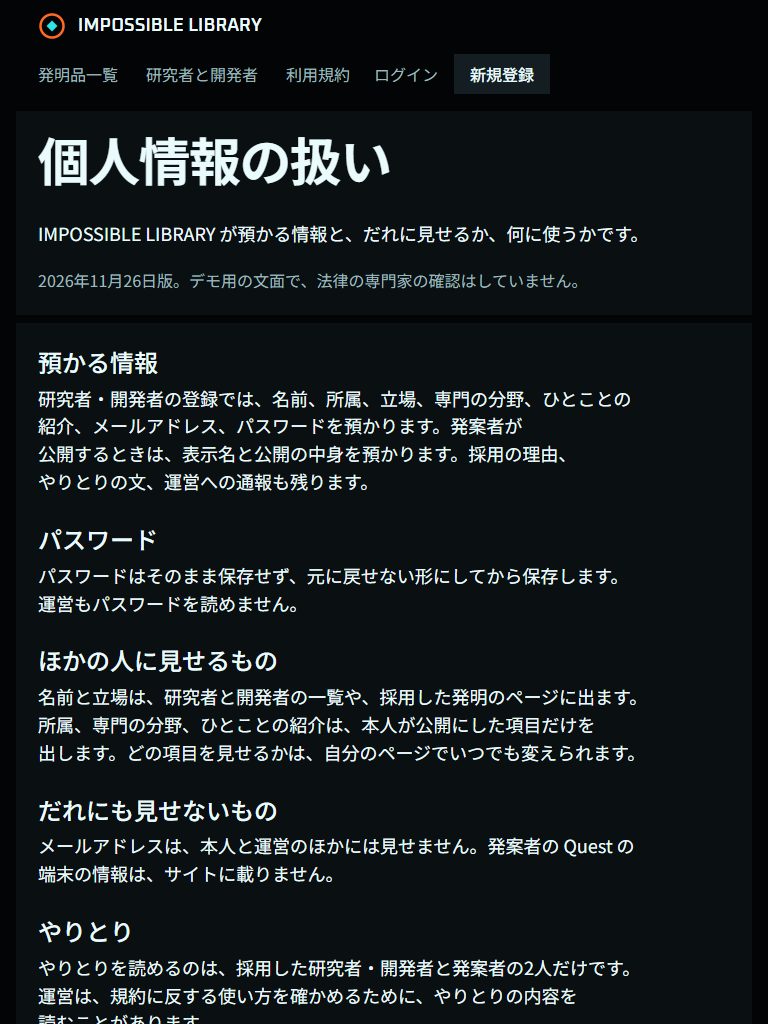 IMPOSSIBLE LIBRARY
発明品一覧 研究者と開発者 利用規約 ログイン 新規登録
個人情報の扱い
IMPOSSIBLE LIBRARY が預かる情報と、だれに見せるか、何に使うかです。
2026年11月26日版。デモ用の文面で、法律の専門家の確認はしていません。
預かる情報
研究者・開発者の登録では、名前、所属、立場、専門の分野、ひとことの
紹介、メールアドレス、パスワードを預かります。発案者が
公開するときは、表示名と公開の中身を預かります。採用の理由、
やりとりの文、運営への通報も残ります。
パスワード
パスワードはそのまま保存せず、元に戻せない形にしてから保存します。
運営もパスワードを読めません。
ほかの人に見せるもの
名前と立場は、研究者と開発者の一覧や、採用した発明のページに出ます。
所属、専門の分野、ひとことの紹介は、本人が公開にした項目だけを
出します。どの項目を見せるかは、自分のページでいつでも変えられます。
だれにも見せないもの
メールアドレスは、本人と運営のほかには見せません。発案者の Quest の
端末の情報は、サイトに載りません。
やりとり
やりとりを読めるのは、採用した研究者・開発者と発案者の2人だけです。
運営は、規約に反する使い方を確かめるために、やりとりの内容を
読むことがあります。